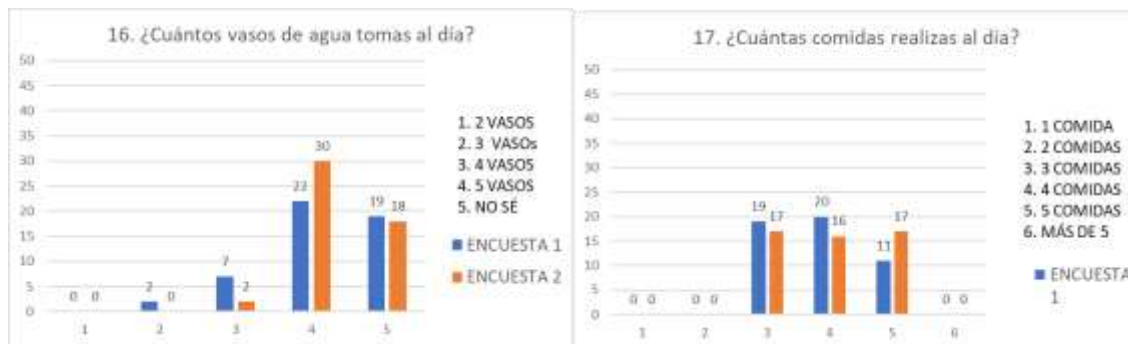 16. ¿Cuántos vasos de agua tomas al día?
50
45
40
35
30
25
20
15
10
5
0
0 0
2 0
7 2
22 30
19 18
1 2 3 4 5
1. 2 VASOS
2. 3 VASOs
3. 4 VASOS
4. 5 VASOS
5. NO SÉ
ENCUESTA 1
ENCUESTA 2
17. ¿Cuántas comidas realizas al día?
50
45
40
35
30
25
20
15
10
5
0
0 0
0 0
19 17
20 16
11 17
0 0
1 2 3 4 5 6
1. 1 COMIDA
2. 2 COMIDAS
3. 3 COMIDAS
4. 4 COMIDAS
5. 5 COMIDAS
6. MÁS DE 5
ENCUESTA
1